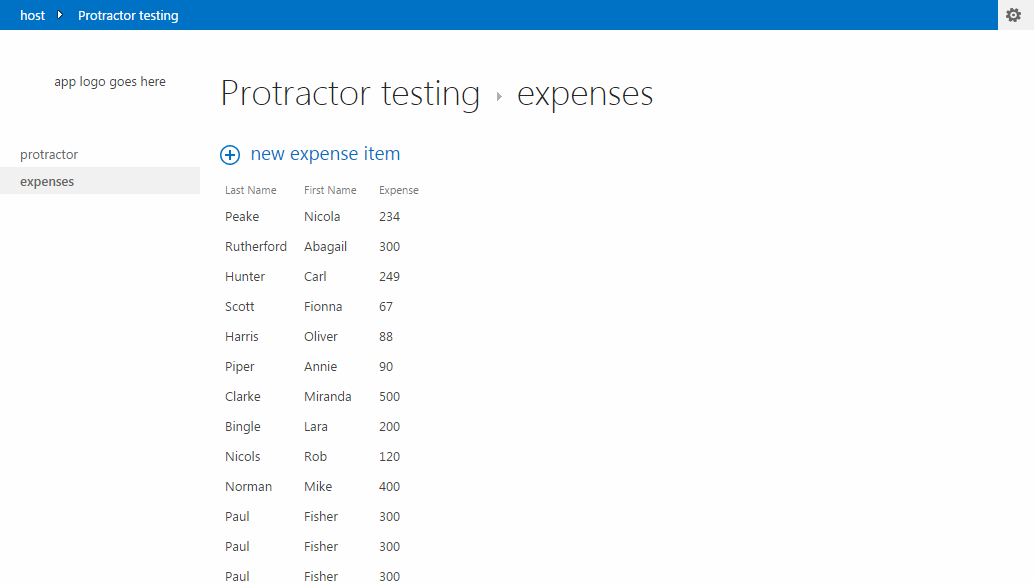 host Protractor testing
app logo goes here
Protractor testing expenses
protractor
expenses
new expense item
Last Name First Name Expense
Peake Nicola 234
Rutherford Abagail 300
Hunter Carl 249
Scott Fionna 67
Harris Oliver 88
Piper Annie 90
Clarke Miranda 500
Bingle Lara 200
Nicols Rob 120
Norman Mike 400
Paul Fisher 300
Paul Fisher 300
Paul Fisher 300